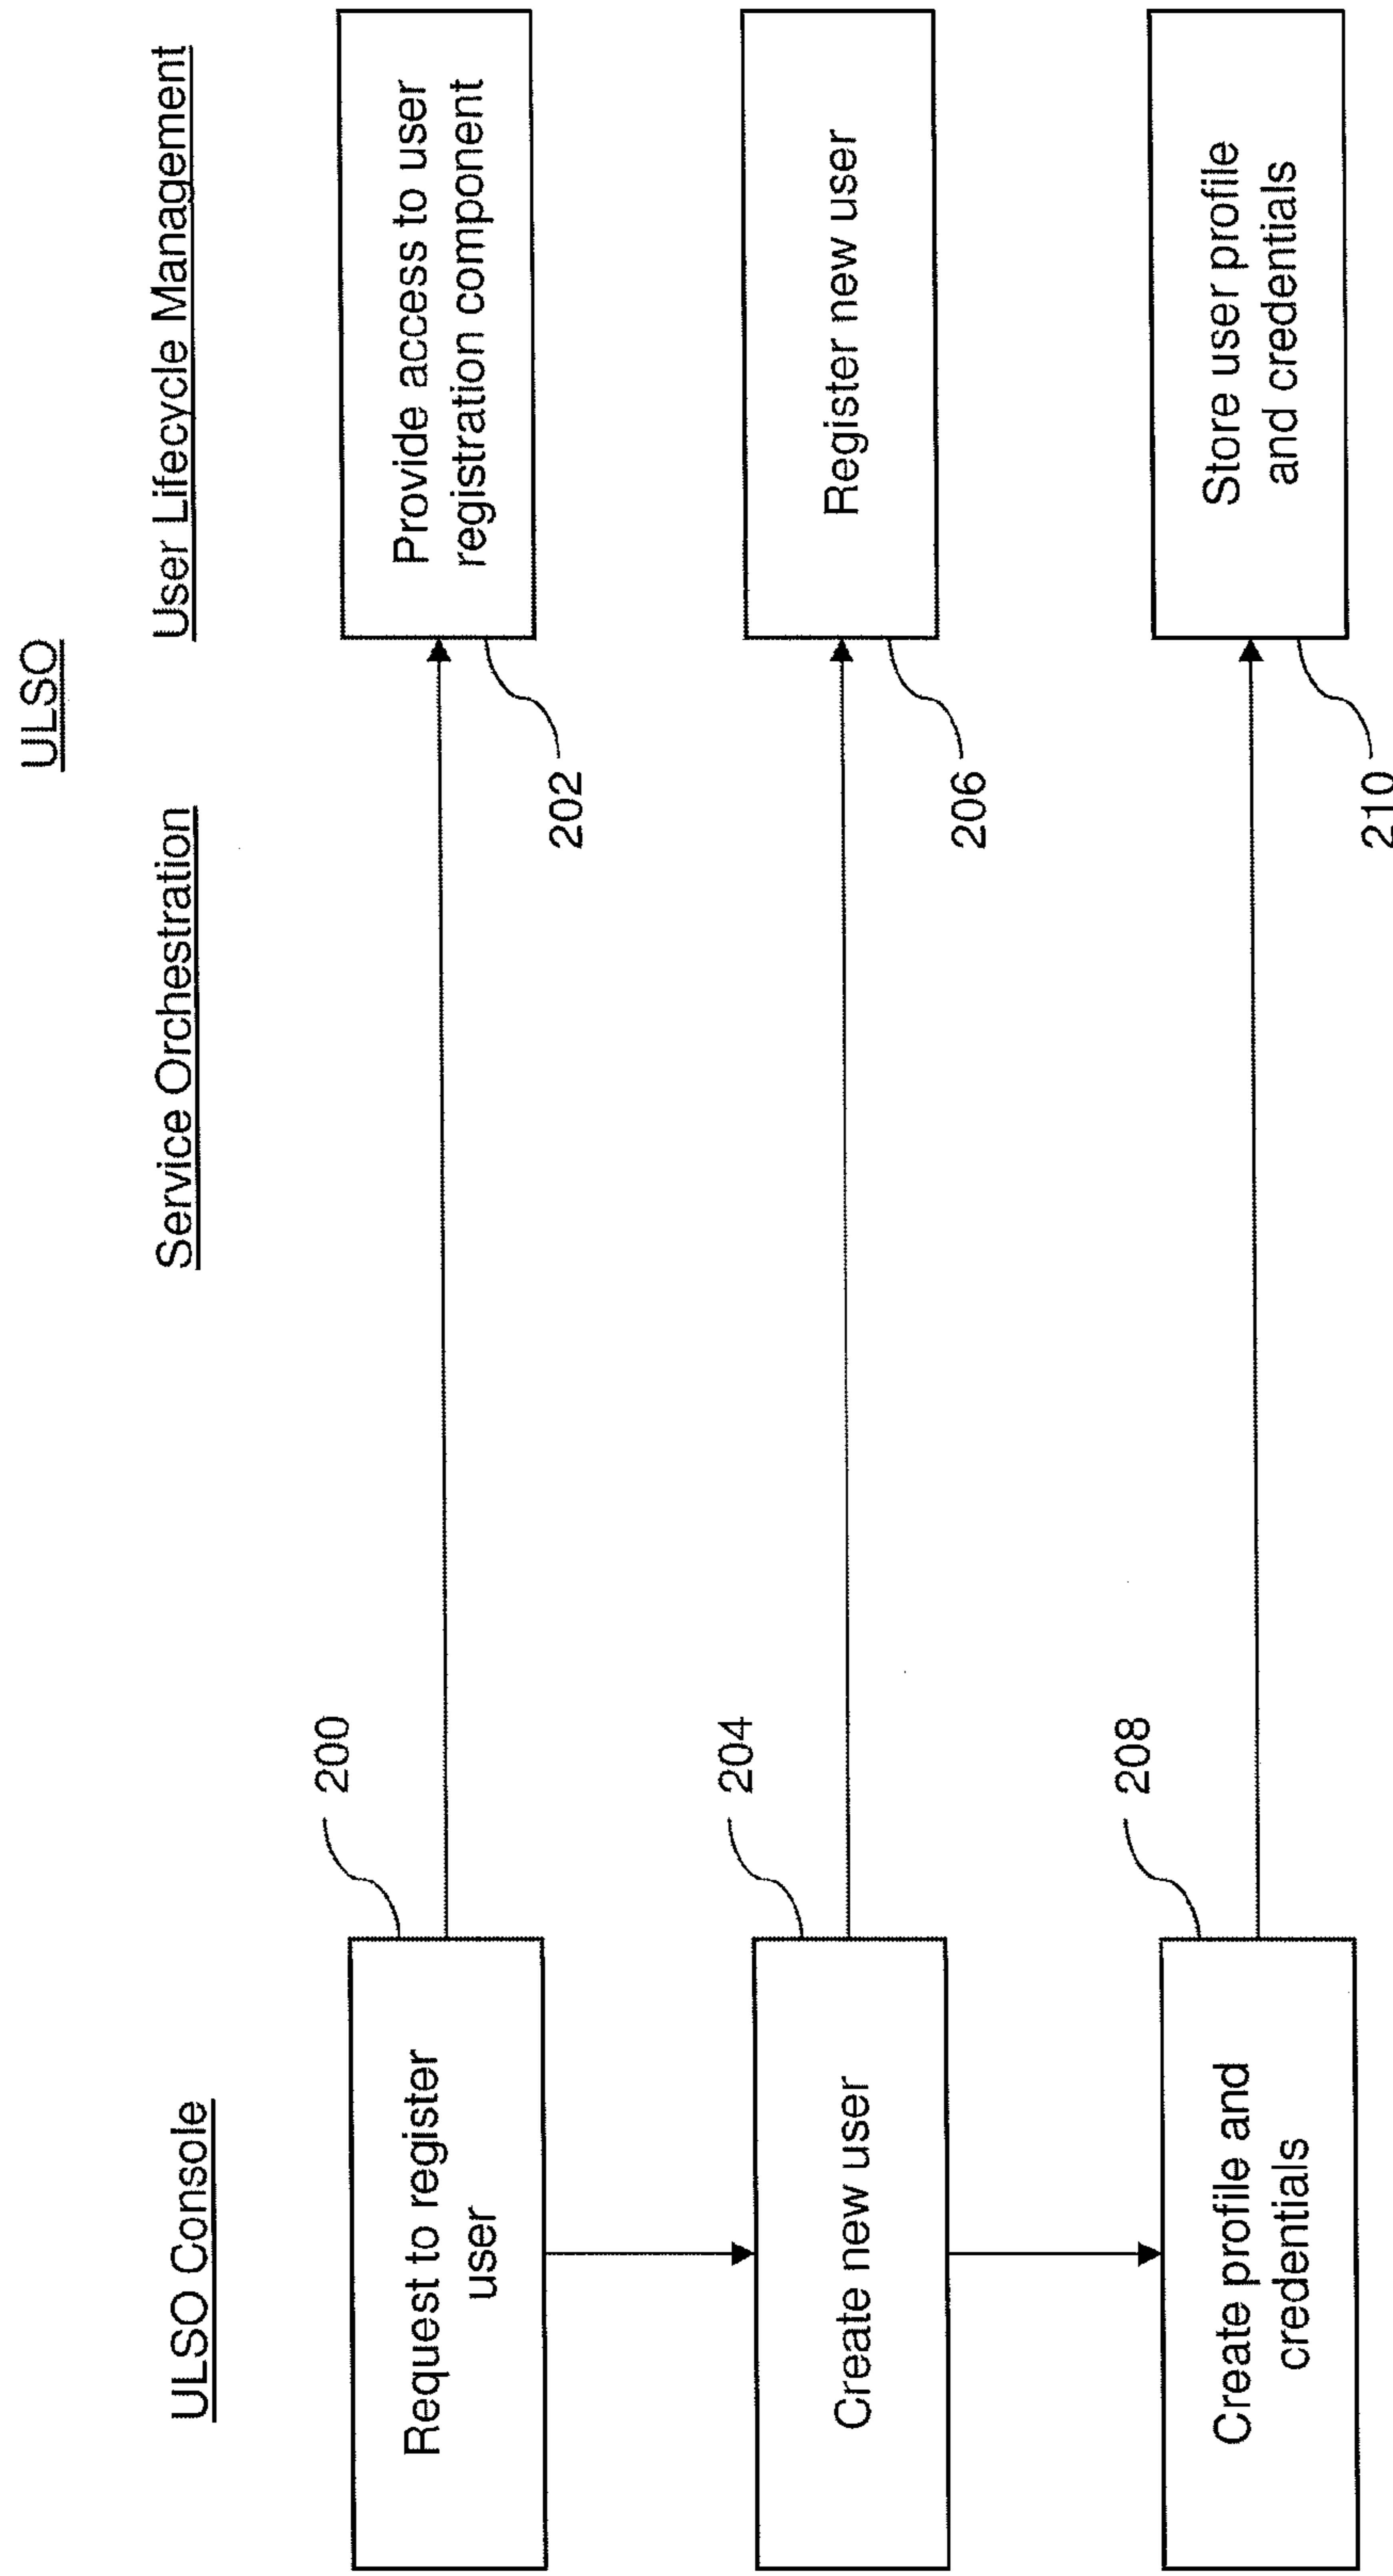 ULSO
ULSO Console
Service Orchestration
User Lifecycle Management
200
Request to register
user
Provide access to user
registration component
202
204
Create new user
Register new user
206
208
Create profile and
credentials
Store user profile
and credentials
210